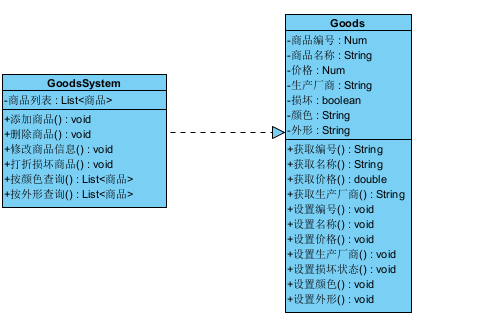 GoodsSystem
-商品列表 : List<商品>
+添加商品() : void
+删除商品() : void
+修改商品信息() : void
+打折损坏商品() : void
+按颜色查询() : List<商品>
+按外形查询() : List<商品>
Goods
-商品编号 : Num
-商品名称 : String
-价格 : Num
-生产厂商 : String
-损坏 : boolean
-颜色 : String
-外形 : String
+获取编号() : String
+获取名称() : String
+获取价格() : double
+获取生产厂商() : String
+设置编号() : void
+设置名称() : void
+设置价格() : void
+设置生产厂商() : void
+设置损坏状态() : void
+设置颜色() : void
+设置外形() : void